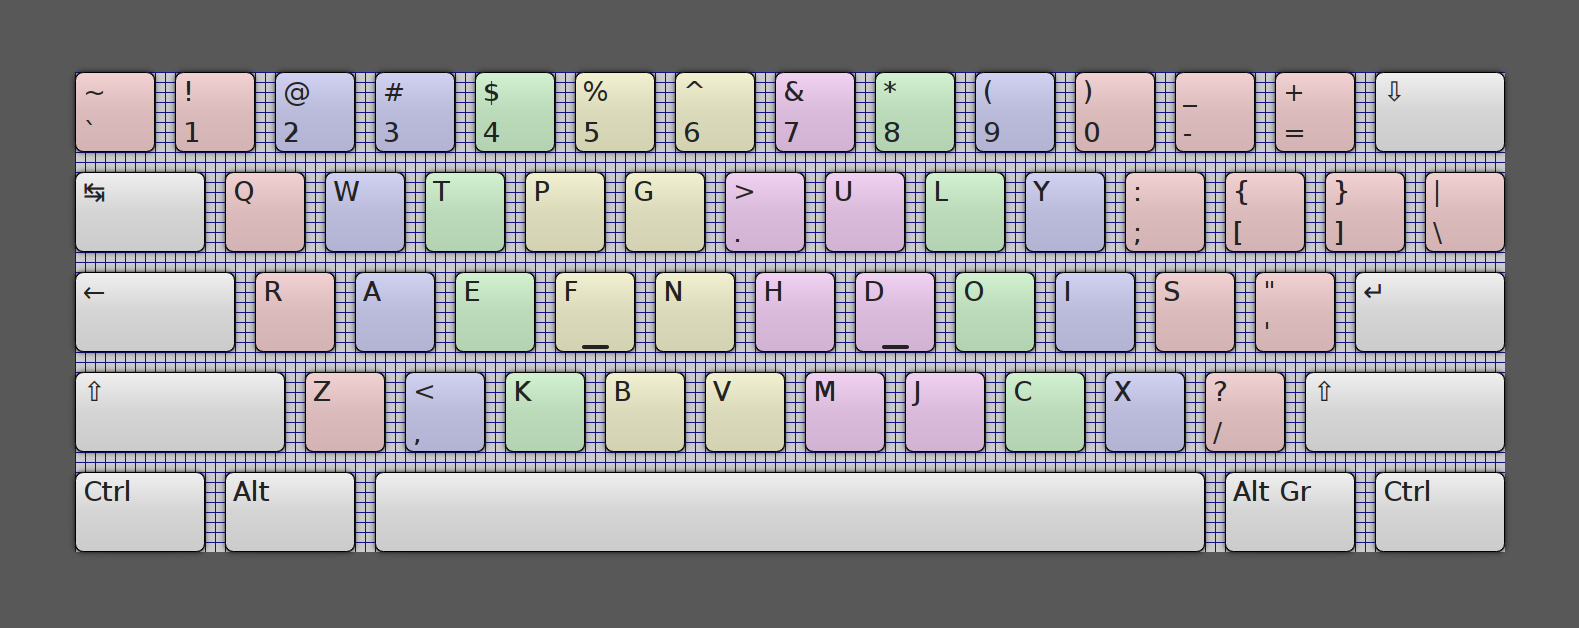 ~ ! @ # $ % ^ & * ( ) _ + ⇩
` 1 2 3 4 5 6 7 8 9 0 - =
↹ Q W T P G > U L Y : { } |
. ; [ ] \
← R A E F N H D O I S " ↵
'
⇧ Z < K B V M J C X ? ⇧
, /
Ctrl Alt Alt Gr Ctrl